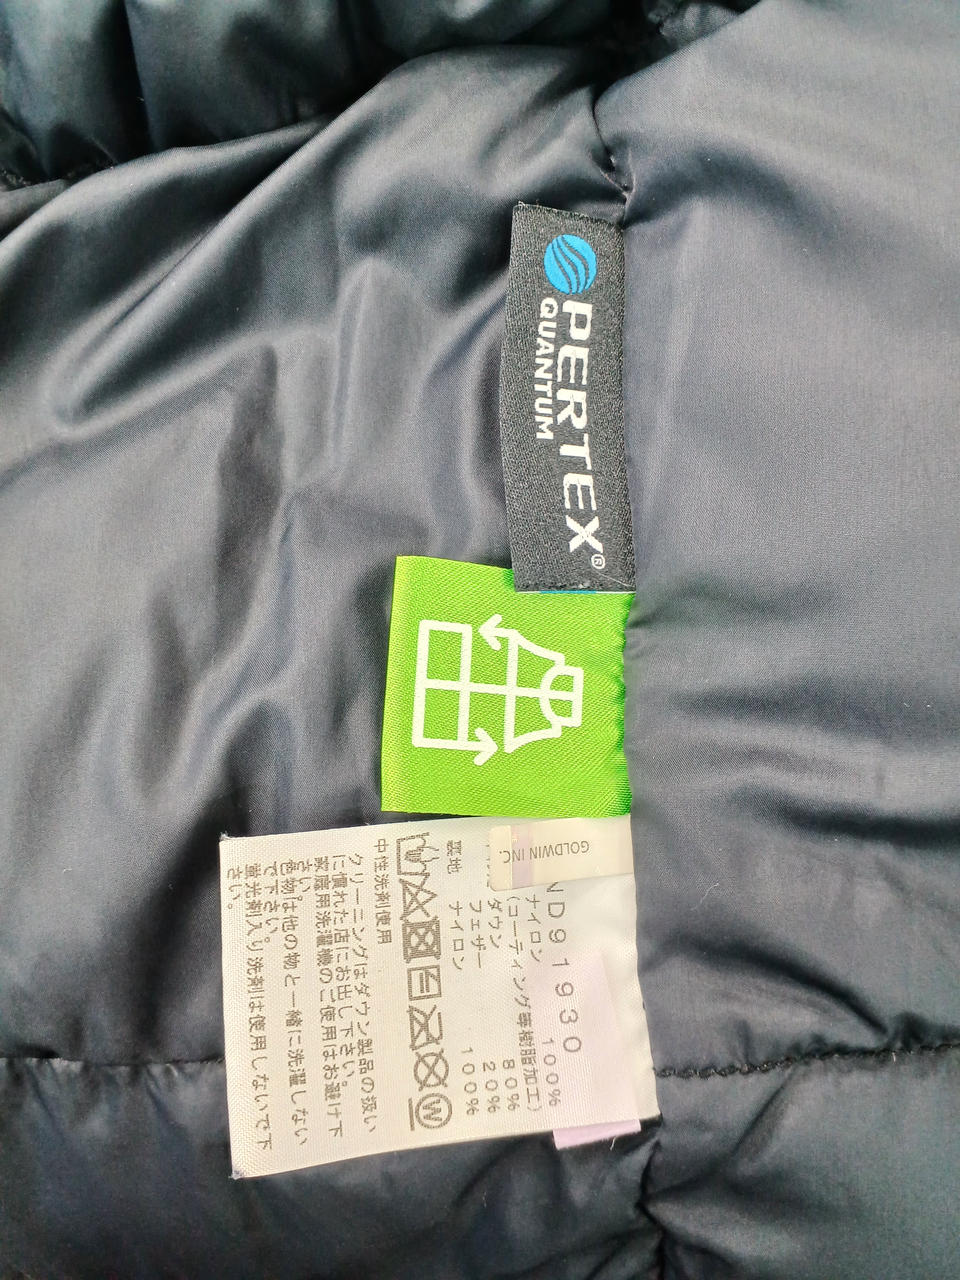 PERTEX®
QUANTUM
GOLDWIN INC.
ND91930
ナイロン 100%
(コーティング等樹脂加工)
ダウン 80%
フェザー 20%
裏地 ナイロン 100%
W
中性洗剤使用
クリーニングはダウン製品の扱い
に慣れた店にお出し下さい。
家庭用洗濯機のご使用はお避け下
さい。
色物は他の物と一緒に洗濯しない
で下さい。
蛍光剤入り洗剤は使用しないで下
さい。